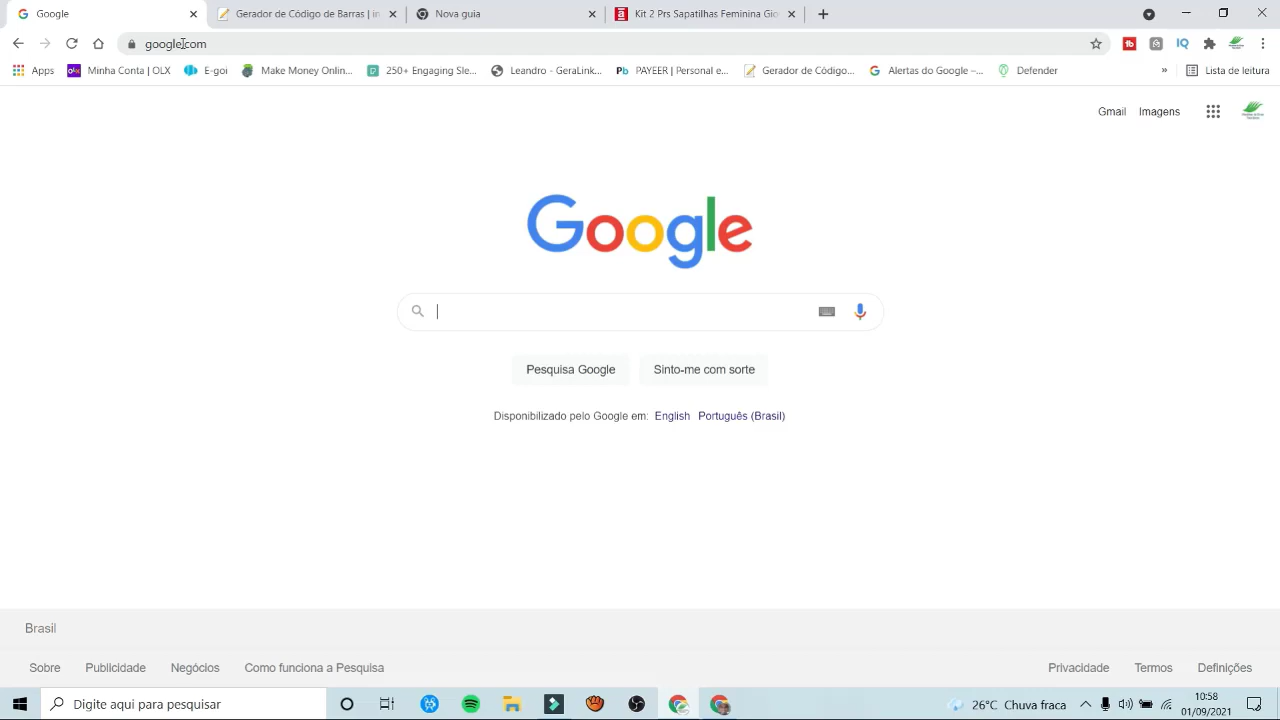 Google
Gerador de Código de Barras | in
Nova guia
Kit 2 Prs Sapatilhas Feminina Gio
google.com
Apps
Minha Conta | OLX
E-goi
Make Money Onlin...
250+ Engaging Sle...
Leandro - GeraLink...
PAYEER | Personal e...
Gerador de Código...
Alertas do Google –...
Defender
»
Lista de leitura
Gmail
Imagens
Google
Pesquisa Google
Sinto-me com sorte
Disponibilizado pelo Google em: English Português (Brasil)
Brasil
Sobre
Publicidade
Negócios
Como funciona a Pesquisa
Privacidade
Termos
Definições
Digite aqui para pesquisar
26°C Chuva fraca
10:58
01/09/2021